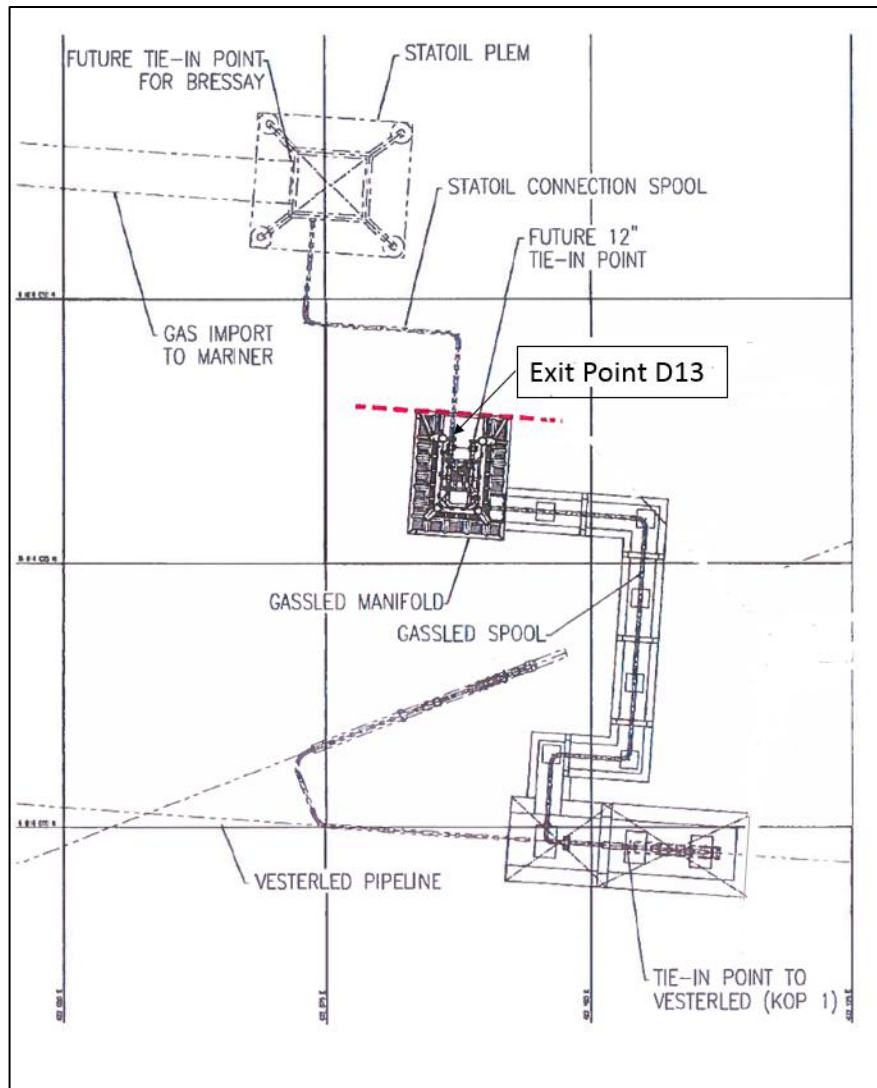 FUTURE TIE-IN POINT
FOR BRESSAY
STATOIL PLEM
STATOIL CONNECTION SPOOL
FUTURE 12"
TIE-IN POINT
GAS IMPORT
TO MARINER
Exit Point D13
GASSLED MANIFOLD
GASSLED SPOOL
VESTERLED PIPELINE
TIE-IN POINT TO
VESTERLED (KOP 1)